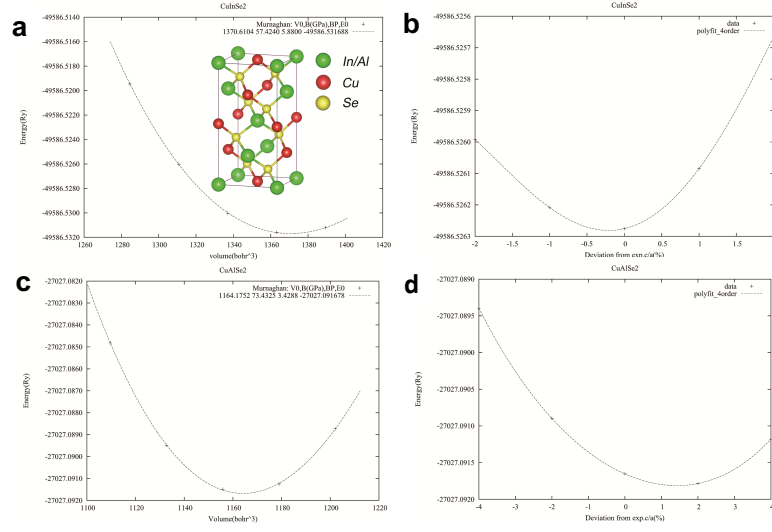 a
CuInSe2
Murnaghan: V0,B(GPa),BP,E0
1370.6104 57.4240 5.8800 -49586.531688
In/Al
Cu
Se
Energy(Ry)
-49586.5140
-49586.5160
-49586.5180
-49586.5200
-49586.5220
-49586.5240
-49586.5260
-49586.5280
-49586.5300
-49586.5320
1260 1280 1300 1320 1340 1360 1380 1400 1420
volume(bohr^3)
b
CuInSe2
data
polyfit_4order
Energy(Ry)
-49586.5256
-49586.5257
-49586.5258
-49586.5259
-49586.5260
-49586.5261
-49586.5262
-49586.5263
-2 -1.5 -1 -0.5 0 0.5 1 1.5 2
Deviation from exp.c/a(%)
c
CuAlSe2
Murnaghan: V0,B(GPa),BP,E0
1164.1752 73.4325 3.4288 -27027.091678
Energy(Ry)
-27027.0820
-27027.0830
-27027.0840
-27027.0850
-27027.0860
-27027.0870
-27027.0880
-27027.0890
-27027.0900
-27027.0910
-27027.0920
1100 1120 1140 1160 1180 1200 1220
Volume(bohr^3)
d
CuAlSe2
data
polyfit_4order
Energy(Ry)
-27027.0890
-27027.0895
-27027.0900
-27027.0905
-27027.0910
-27027.0915
-27027.0920
-4 -3 -2 -1 0 1 2 3 4
Deviation from exp.c/a(%)